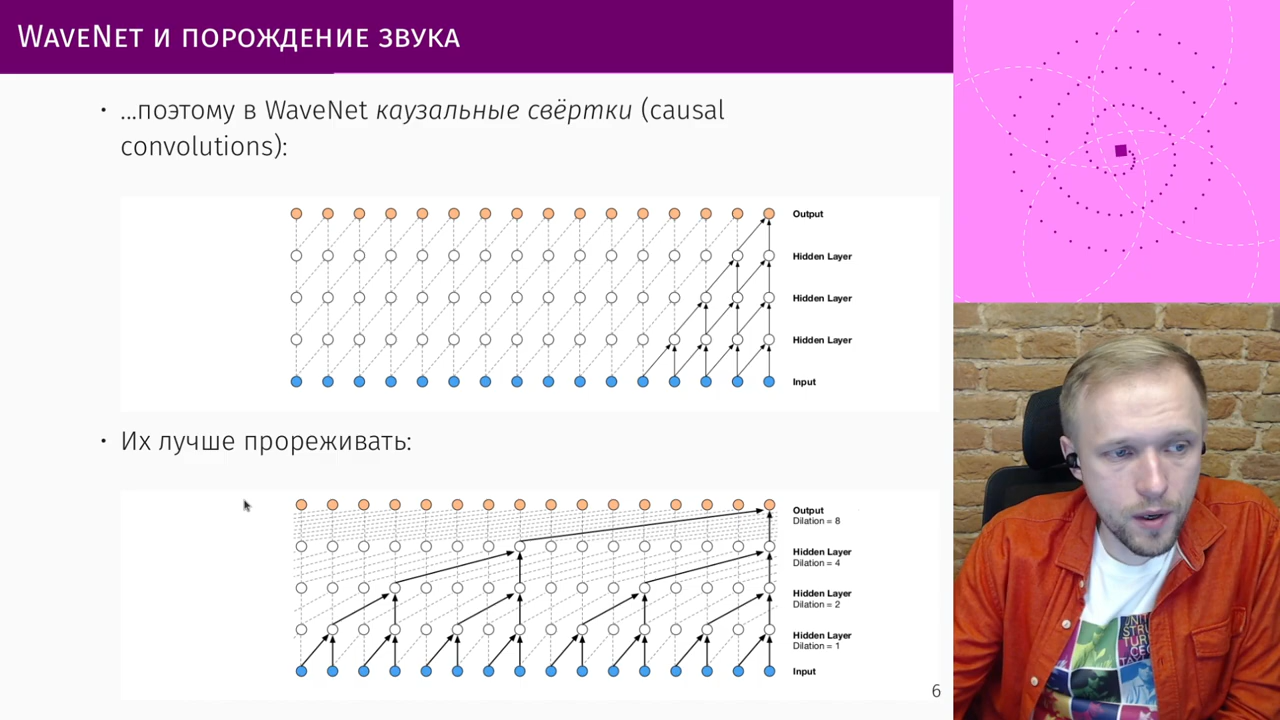 WaveNet и порождение звука
• ...поэтому в WaveNet каузальные свёртки (causal
convolutions):
Output
Hidden Layer
Hidden Layer
Hidden Layer
Input
• Их лучше прореживать:
Output
Dilation = 8
Hidden Layer
Dilation = 4
Hidden Layer
Dilation = 2
Hidden Layer
Dilation = 1
Input
6